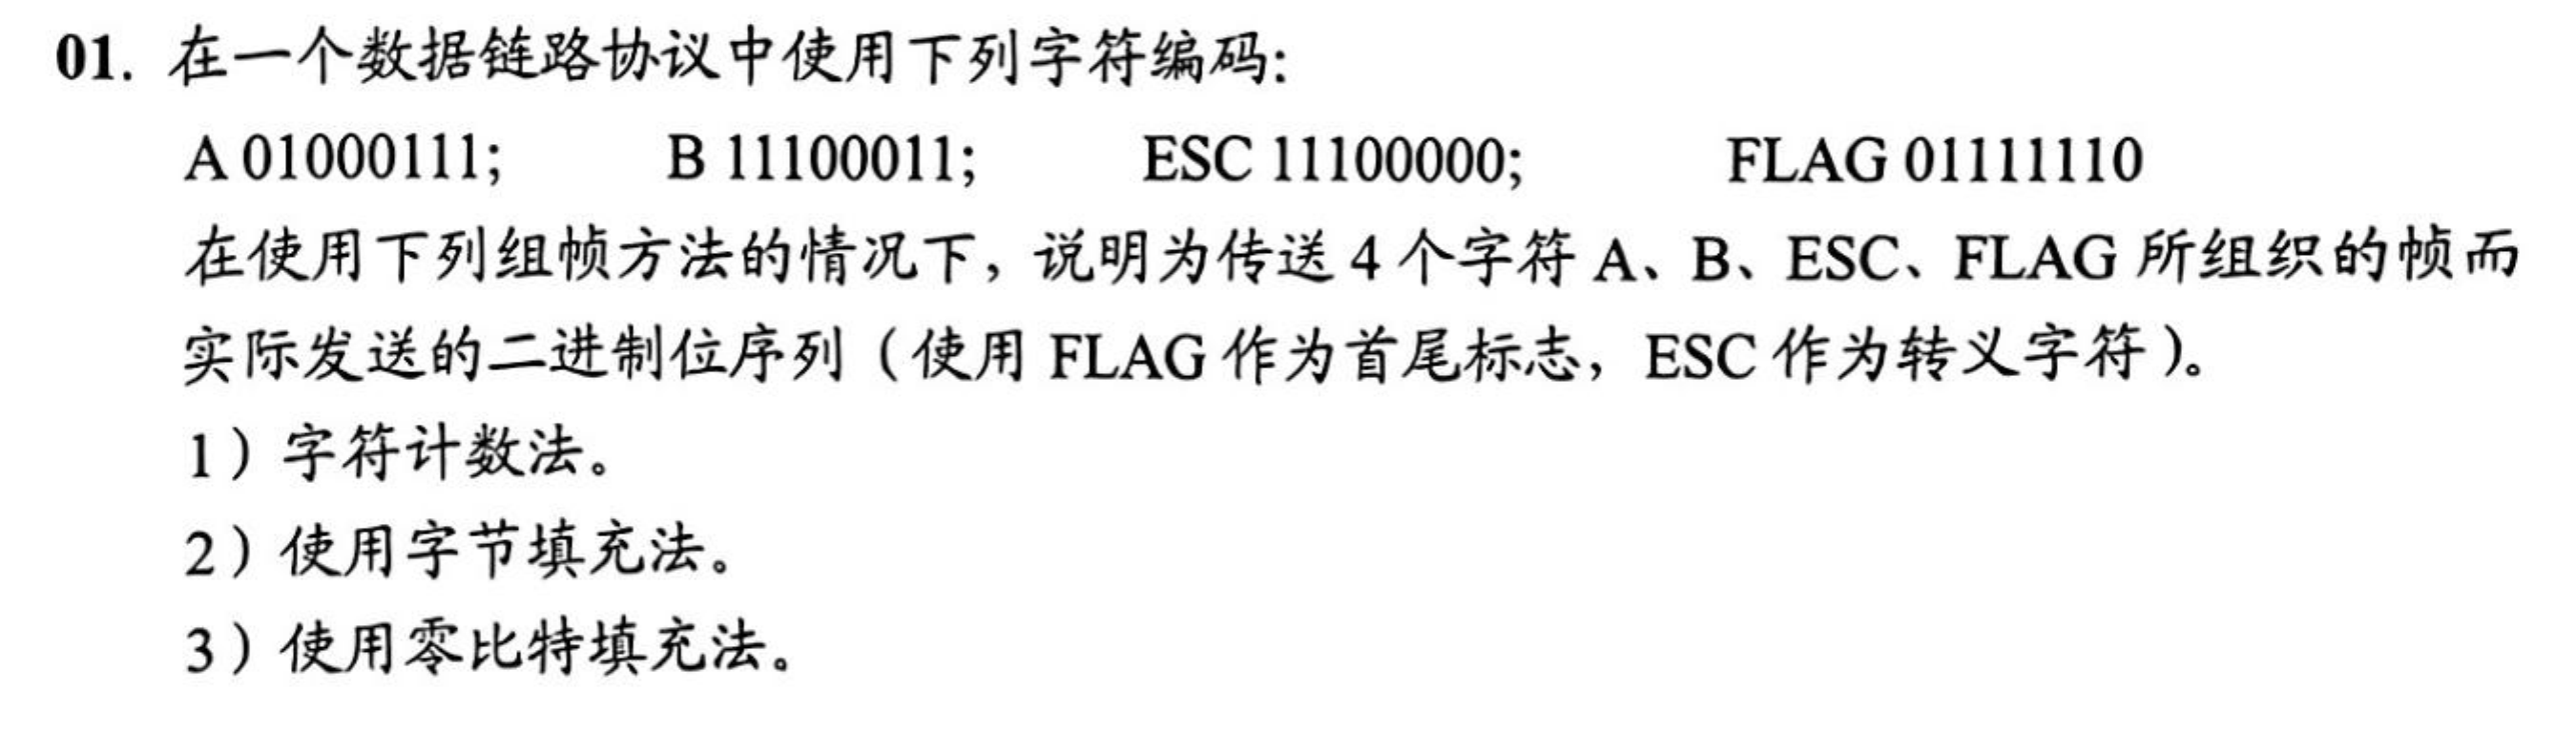 01. 在一个数据链路协议中使用下列字符编码：
A 01000111; B 11100011; ESC 11100000; FLAG 01111110
在使用下列组帧方法的情况下，说明为传送 4 个字符 A、B、ESC、FLAG 所组织的帧而
实际发送的二进制位序列（使用 FLAG 作为首尾标志，ESC 作为转义字符）。
1）字符计数法。
2）使用字节填充法。
3）使用零比特填充法。